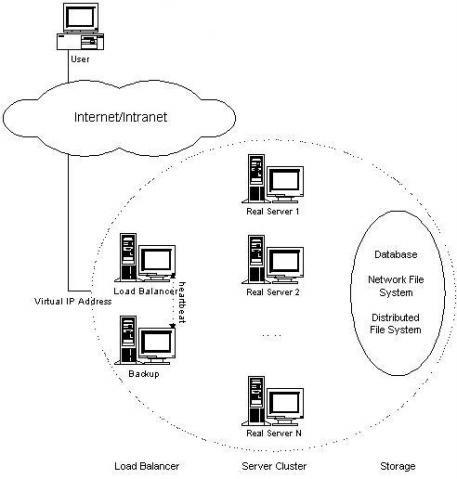 User
Internet/Intranet
Real Server 1
Load Balancer
heartbeat
Real Server 2
Virtual IP Address
Backup
....
Real Server N
Database
Network File
System
Distributed
File System
Load Balancer
Server Cluster
Storage